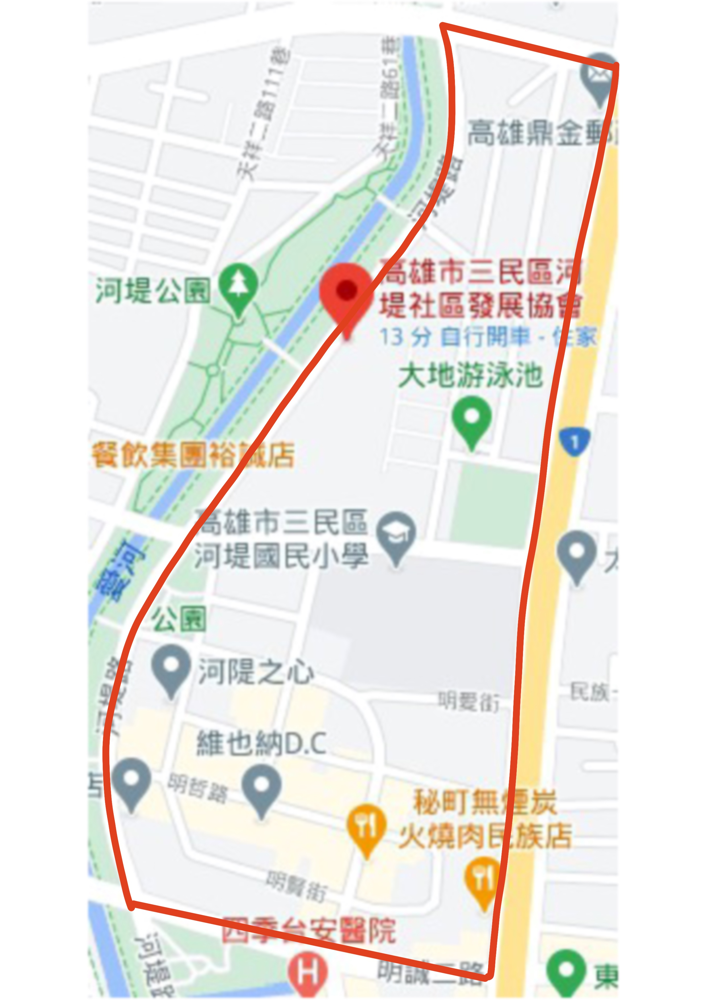 天祥二路111巷
天祥二路61巷
高雄鼎金郵
河堤路
高雄市三民區河
堤社區發展協會
13 分 自行開車 - 住家
河堤公園
大地游泳池
1
餐飲集團裕誠店
高雄市三民區
河堤國民小學
愛河
公園
河隄之心
河堤路
明愛街
民族一
維也納D.C
店
明哲路
秘町無煙炭
火燒肉民族店
明賢街
四季台安醫院
H
河堤路
明誠二路
東